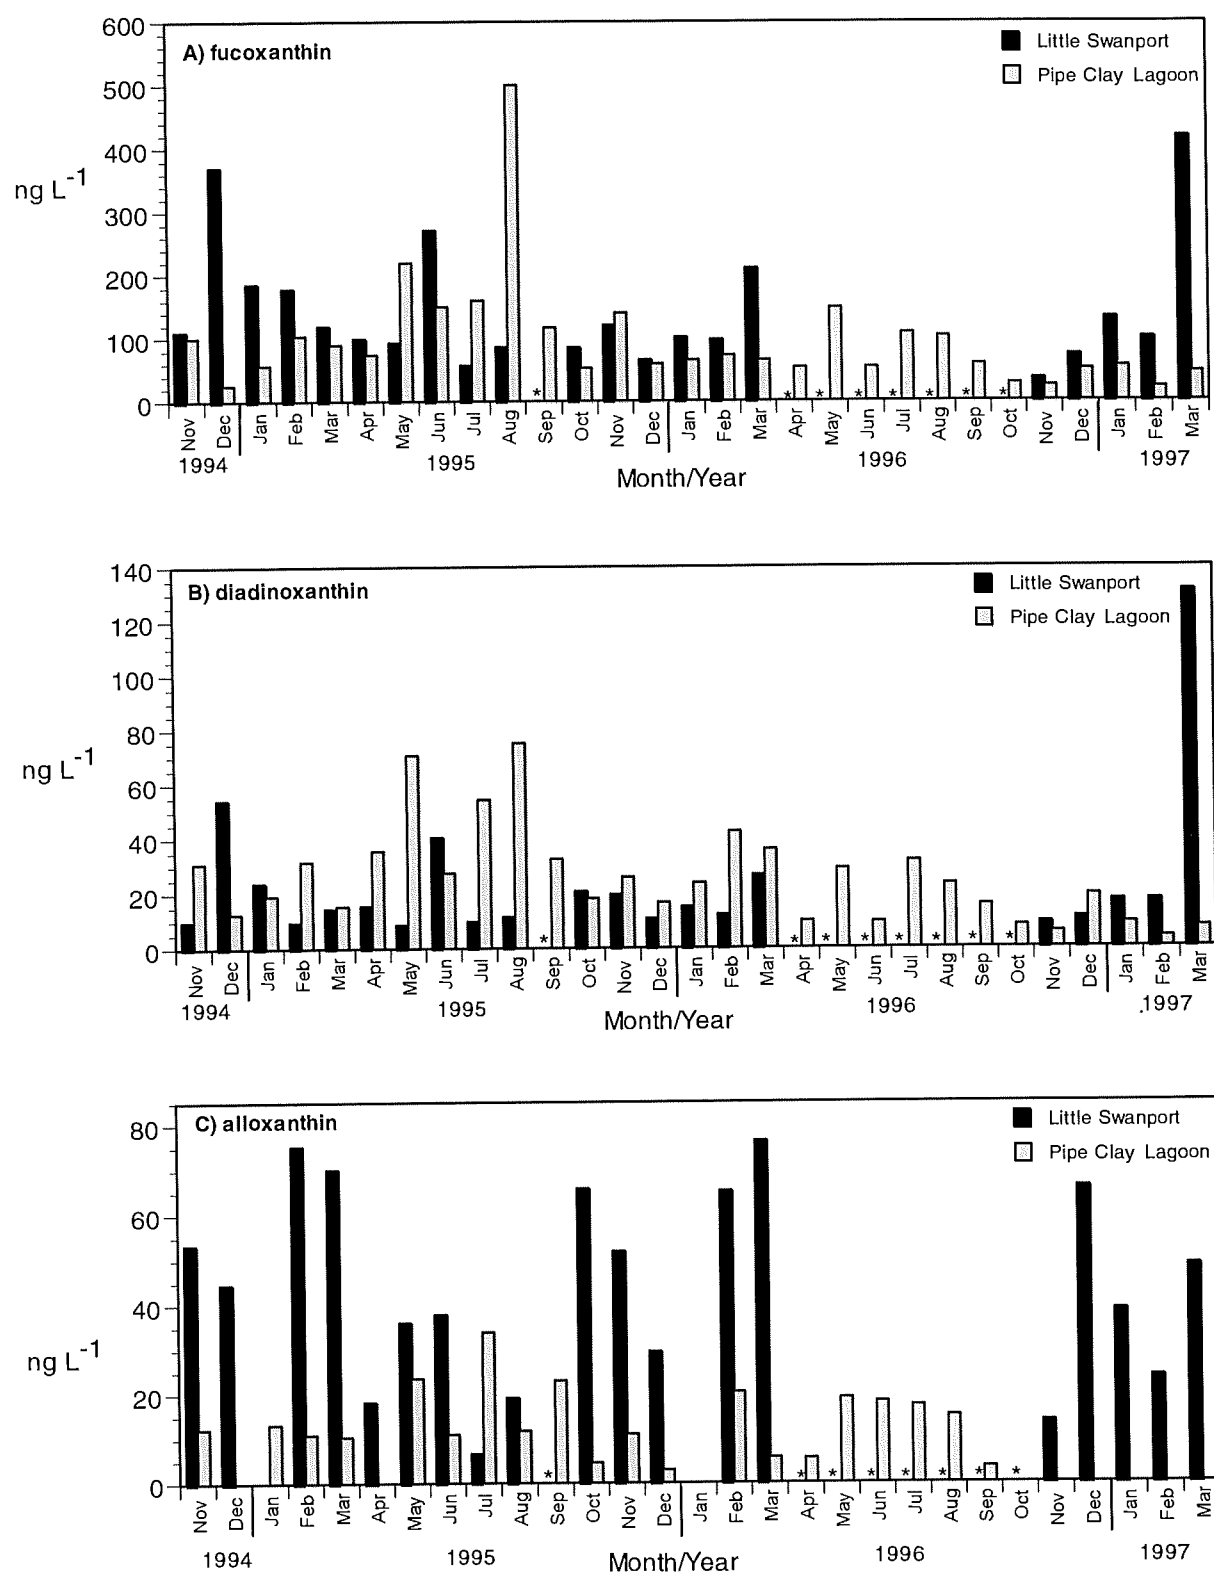 A) fucoxanthin
Little Swanport
Pipe Clay Lagoon
600
500
400
300
200
100
0
ng L-1
* * * * * * * *
Nov Dec Jan Feb Mar Apr May Jun Jul Aug Sep Oct Nov Dec Jan Feb Mar Apr May Jun Jul Aug Sep Oct Nov Dec Jan Feb Mar
1994 1995 1996 1997
Month/Year
B) diadinoxanthin
Little Swanport
Pipe Clay Lagoon
140
120
100
80
60
40
20
0
ng L-1
* * * * * * * *
Nov Dec Jan Feb Mar Apr May Jun Jul Aug Sep Oct Nov Dec Jan Feb Mar Apr May Jun Jul Aug Sep Oct Nov Dec Jan Feb Mar
1994 1995 1996 .1997
Month/Year
C) alloxanthin
Little Swanport
Pipe Clay Lagoon
80
60
40
20
0
ng L-1
* * * * * * * *
Nov Dec Jan Feb Mar Apr May Jun Jul Aug Sep Oct Nov Dec Jan Feb Mar Apr May Jun Jul Aug Sep Oct Nov Dec Jan Feb Mar
1994 1995 1996 1997
Month/Year